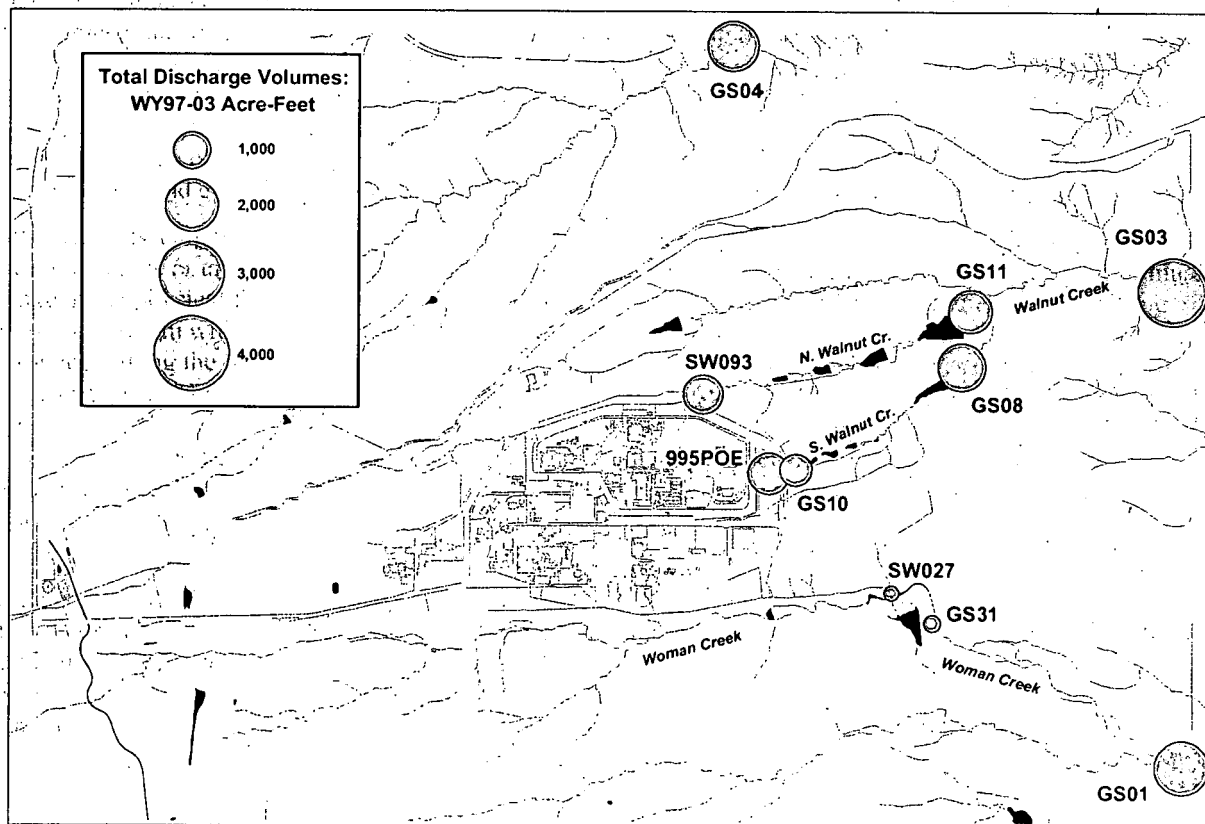 Total Discharge Volumes:
WY97-03 Acre-Feet
1,000
2,000
3,000
4,000
GS04
GS03
GS11
Walnut Creek
N. Walnut Cr.
SW093
GS08
S. Walnut Cr.
995POE
GS10
SW027
GS31
Woman Creek
Woman Creek
GS01